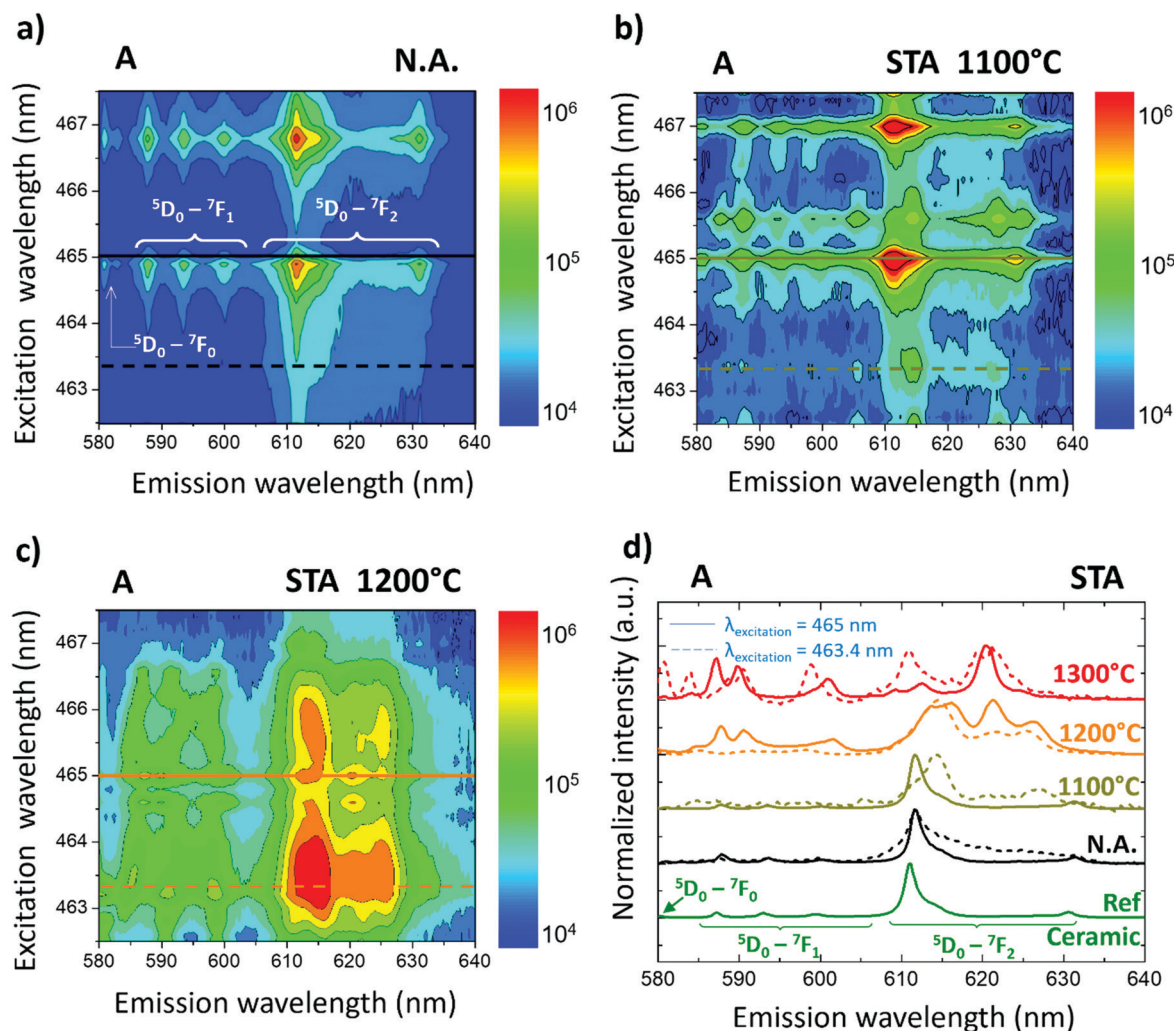 a)
A N.A.
Excitation wavelength (nm)
467
466
465
464
463
⁵D₀ – ⁷F₁
⁵D₀ – ⁷F₂
⁵D₀ – ⁷F₀
580 590 600 610 620 630 640
Emission wavelength (nm)
10⁶
10⁵
10⁴
b)
A STA 1100°C
Excitation wavelength (nm)
467
466
465
464
463
580 590 600 610 620 630 640
Emission wavelength (nm)
10⁶
10⁵
10⁴
c)
A STA 1200°C
Excitation wavelength (nm)
467
466
465
464
463
580 590 600 610 620 630 640
Emission wavelength (nm)
10⁶
10⁵
10⁴
d)
A STA
Normalized intensity (a.u.)
λexcitation = 465 nm
λexcitation = 463.4 nm
1300°C
1200°C
1100°C
N.A.
Ref
Ceramic
⁵D₀ – ⁷F₀
⁵D₀ – ⁷F₁
⁵D₀ – ⁷F₂
580 590 600 610 620 630 640
Emission wavelength (nm)